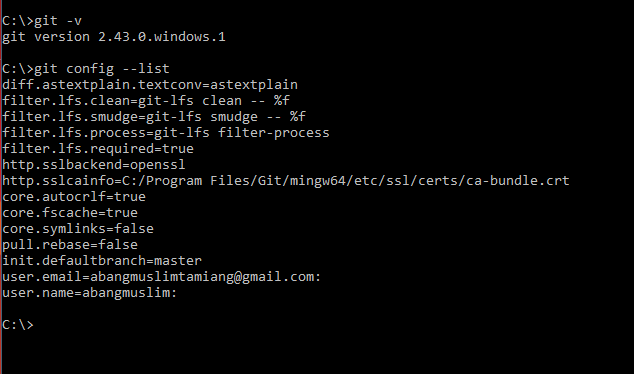 C:\>git -v
git version 2.43.0.windows.1
C:\>git config --list
diff.astextplain.textconv=astextplain
filter.lfs.clean=git-lfs clean -- %f
filter.lfs.smudge=git-lfs smudge -- %f
filter.lfs.process=git-lfs filter-process
filter.lfs.required=true
http.sslbackend=openssl
http.sslcainfo=C:/Program Files/Git/mingw64/etc/ssl/certs/ca-bundle.crt
core.autocrlf=true
core.fscache=true
core.symlinks=false
pull.rebase=false
init.defaultbranch=master
user.email=abangmuslimtamiang@gmail.com:
user.name=abangmuslim:
C:\>